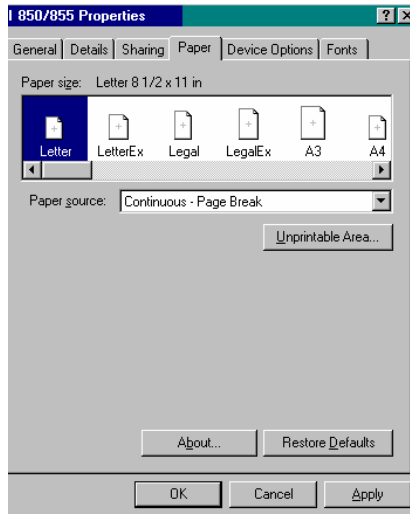 850/855 Properties
General Details Sharing Paper Device Options Fonts
Paper size: Letter 8 1/2 x 11 in
Letter LetterEx Legal LegalEx A3 A4
Paper source: Continuous - Page Break
Unprintable Area...
About... Restore Defaults
OK Cancel Apply